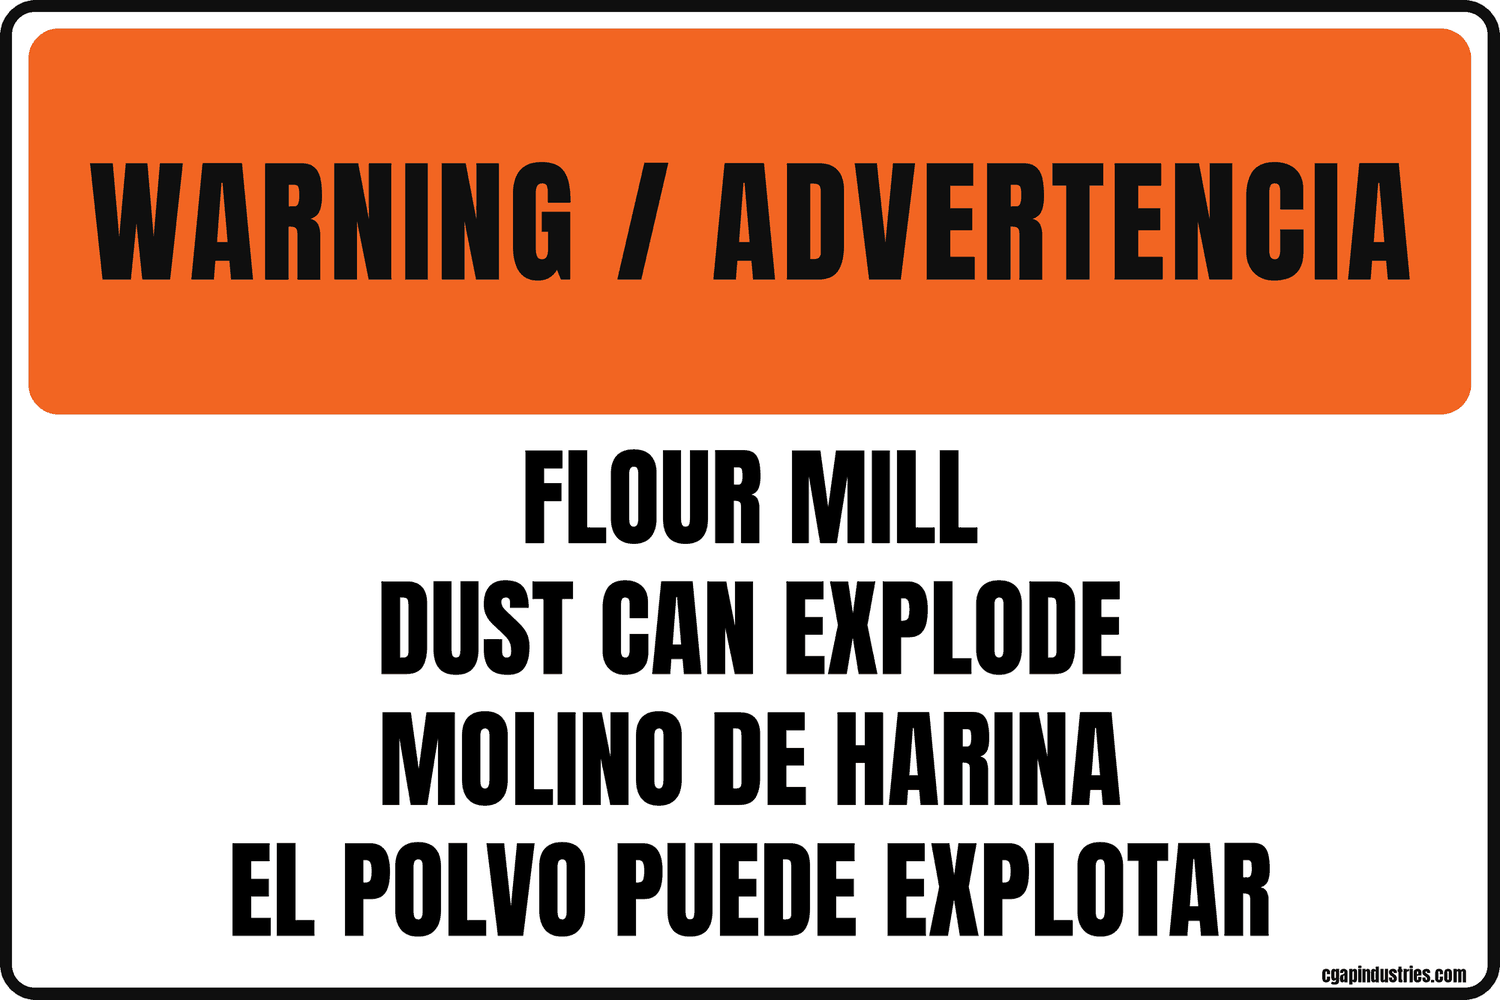 WARNING / ADVERTENCIA
FLOUR MILL
DUST CAN EXPLODE
MOLINO DE HARINA
EL POLVO PUEDE EXPLOTAR
cgapindustries.com